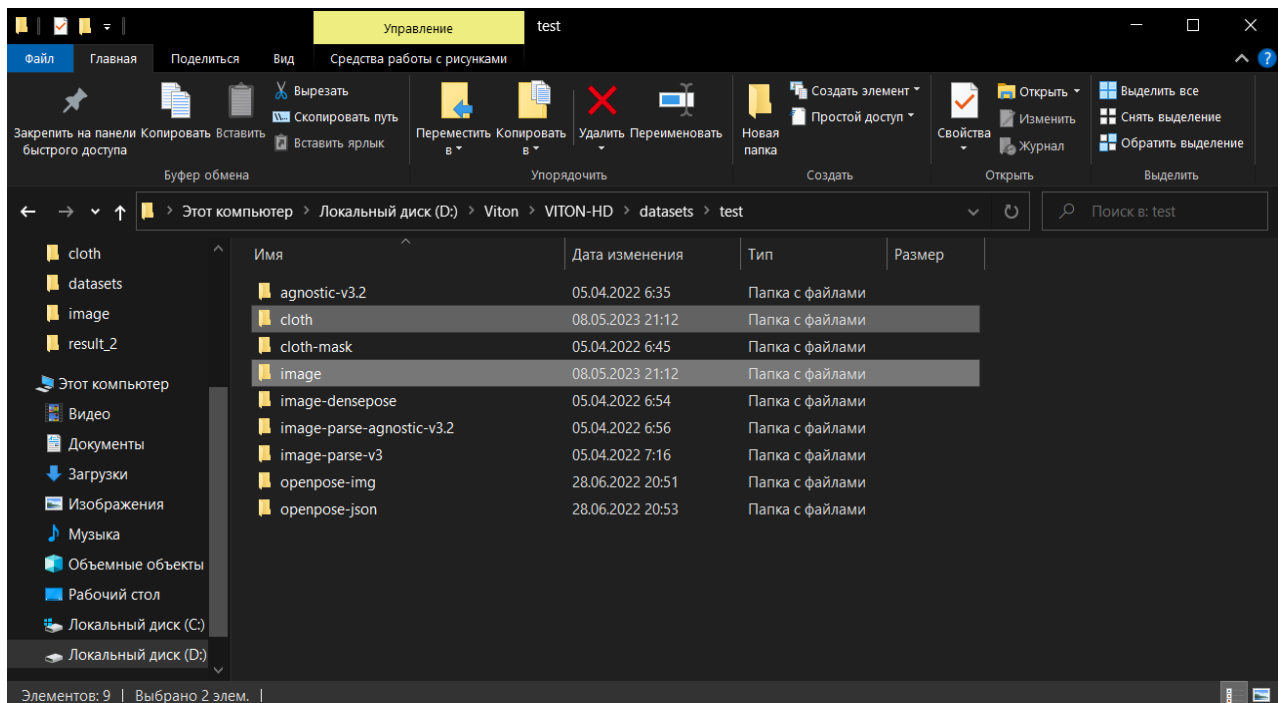 Управление
test
Файл
Главная
Поделиться
Вид
Средства работы с рисунками
Закрепить на панели быстрого доступа
Копировать
Вставить
Вырезать
Скопировать путь
Вставить ярлык
Переместить в
Копировать в
Удалить
Переименовать
Новая папка
Создать элемент
Простой доступ
Свойства
Открыть
Изменить
Журнал
Выделить все
Снять выделение
Обратить выделение
Буфер обмена
Упорядочить
Создать
Открыть
Выделить
Этот компьютер > Локальный диск (D:) > Viton > VITON-HD > datasets > test
Поиск в: test
cloth
datasets
image
result_2
Этот компьютер
Видео
Документы
Загрузки
Изображения
Музыка
Объемные объекты
Рабочий стол
Локальный диск (C:)
Локальный диск (D:)
Имя Дата изменения Тип Размер
agnostic-v3.2 05.04.2022 6:35 Папка с файлами
cloth 08.05.2023 21:12 Папка с файлами
cloth-mask 05.04.2022 6:45 Папка с файлами
image 08.05.2023 21:12 Папка с файлами
image-densepose 05.04.2022 6:54 Папка с файлами
image-parse-agnostic-v3.2 05.04.2022 6:56 Папка с файлами
image-parse-v3 05.04.2022 7:16 Папка с файлами
openpose-img 28.06.2022 20:51 Папка с файлами
openpose-json 28.06.2022 20:53 Папка с файлами
Элементов: 9 | Выбрано 2 элем. |